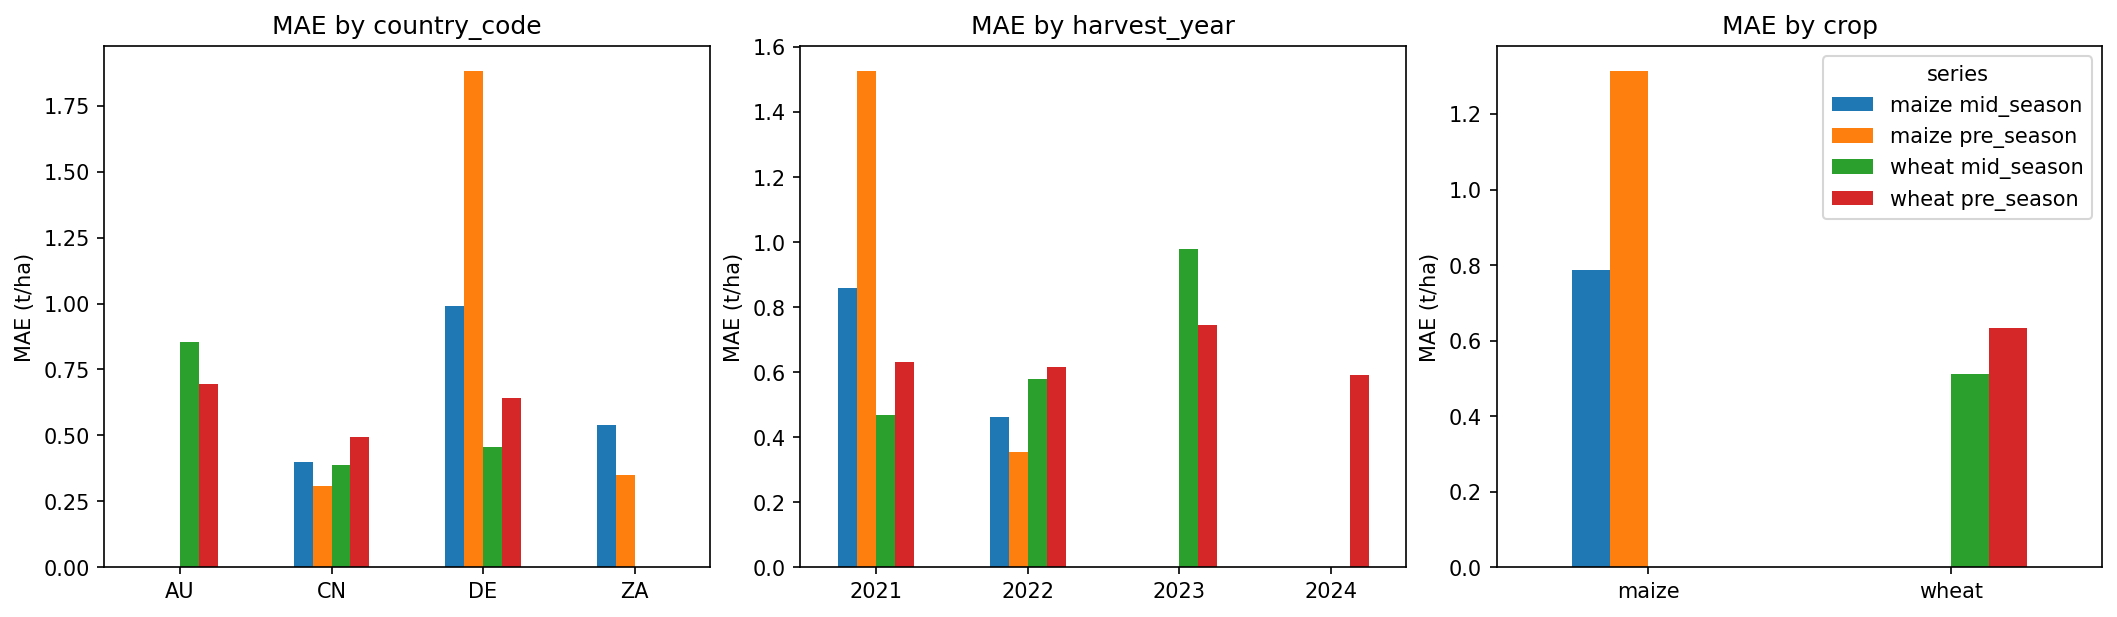 MAE by country_code
MAE (t/ha)
1.75
1.50
1.25
1.00
0.75
0.50
0.25
0.00
AU CN DE ZA
MAE by harvest_year
MAE (t/ha)
1.6
1.4
1.2
1.0
0.8
0.6
0.4
0.2
0.0
2021 2022 2023 2024
MAE by crop
MAE (t/ha)
1.2
1.0
0.8
0.6
0.4
0.2
0.0
maize wheat
series
maize mid_season
maize pre_season
wheat mid_season
wheat pre_season